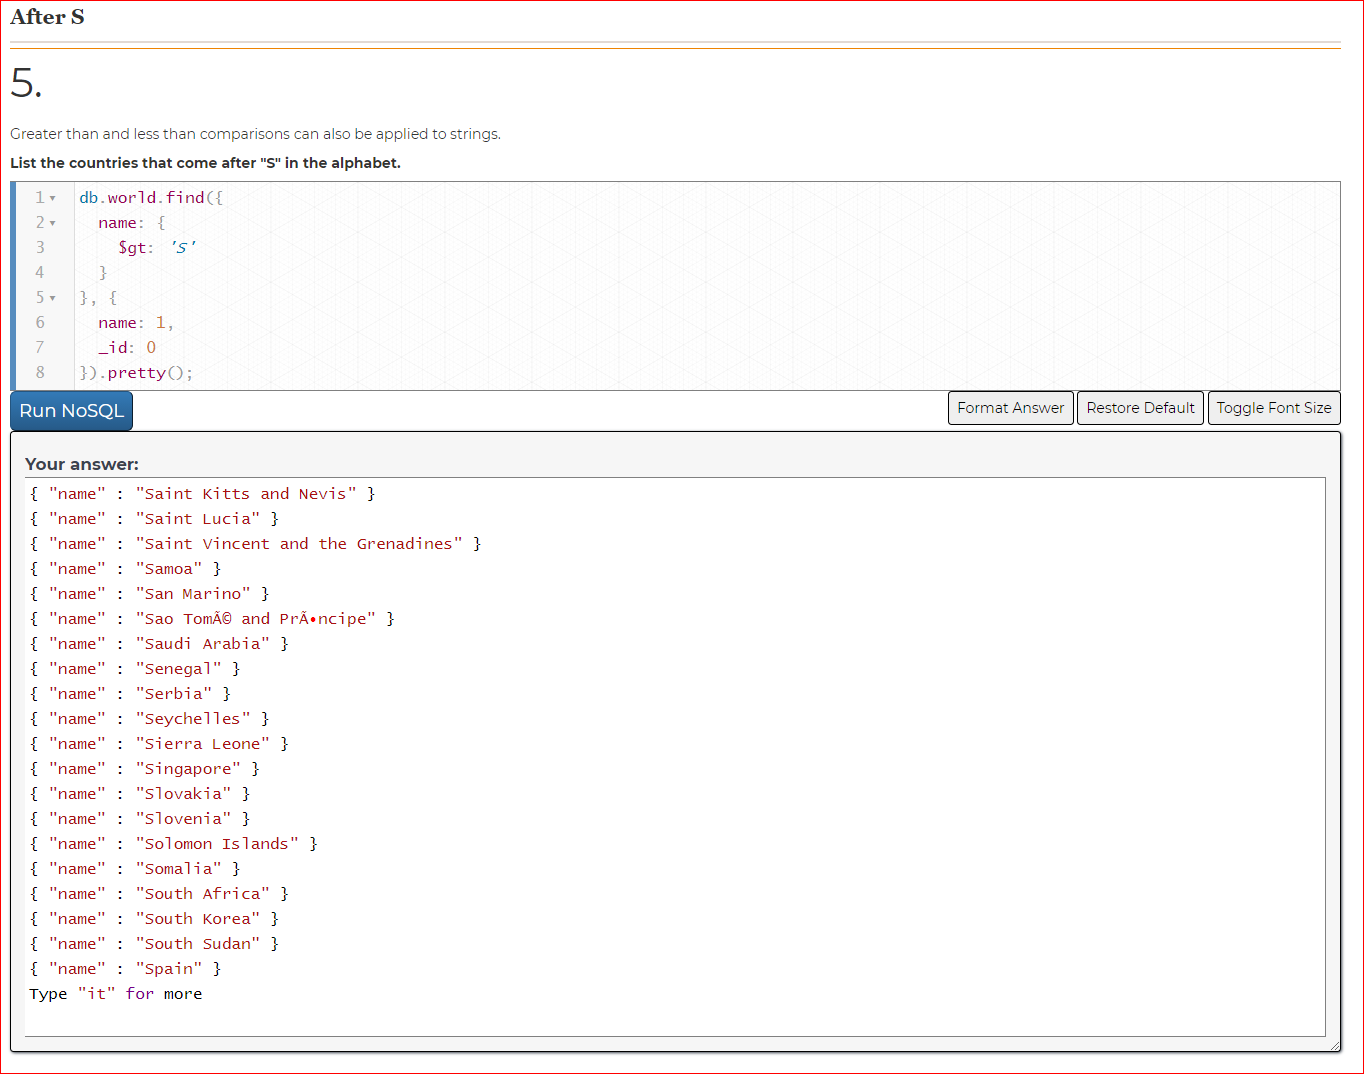 After S
5.
Greater than and less than comparisons can also be applied to strings.
List the countries that come after "S" in the alphabet.
1 db.world.find({
2   name: {
3     $gt: 'S'
4   }
5 }, {
6   name: 1,
7   _id: 0
8 }).pretty();
Run NoSQL Format Answer Restore Default Toggle Font Size
Your answer:
{ "name" : "Saint Kitts and Nevis" }
{ "name" : "Saint Lucia" }
{ "name" : "Saint Vincent and the Grenadines" }
{ "name" : "Samoa" }
{ "name" : "San Marino" }
{ "name" : "Sao TomÃ© and PrÃ•ncipe" }
{ "name" : "Saudi Arabia" }
{ "name" : "Senegal" }
{ "name" : "Serbia" }
{ "name" : "Seychelles" }
{ "name" : "Sierra Leone" }
{ "name" : "Singapore" }
{ "name" : "Slovakia" }
{ "name" : "Slovenia" }
{ "name" : "Solomon Islands" }
{ "name" : "Somalia" }
{ "name" : "South Africa" }
{ "name" : "South Korea" }
{ "name" : "South Sudan" }
{ "name" : "Spain" }
Type "it" for more